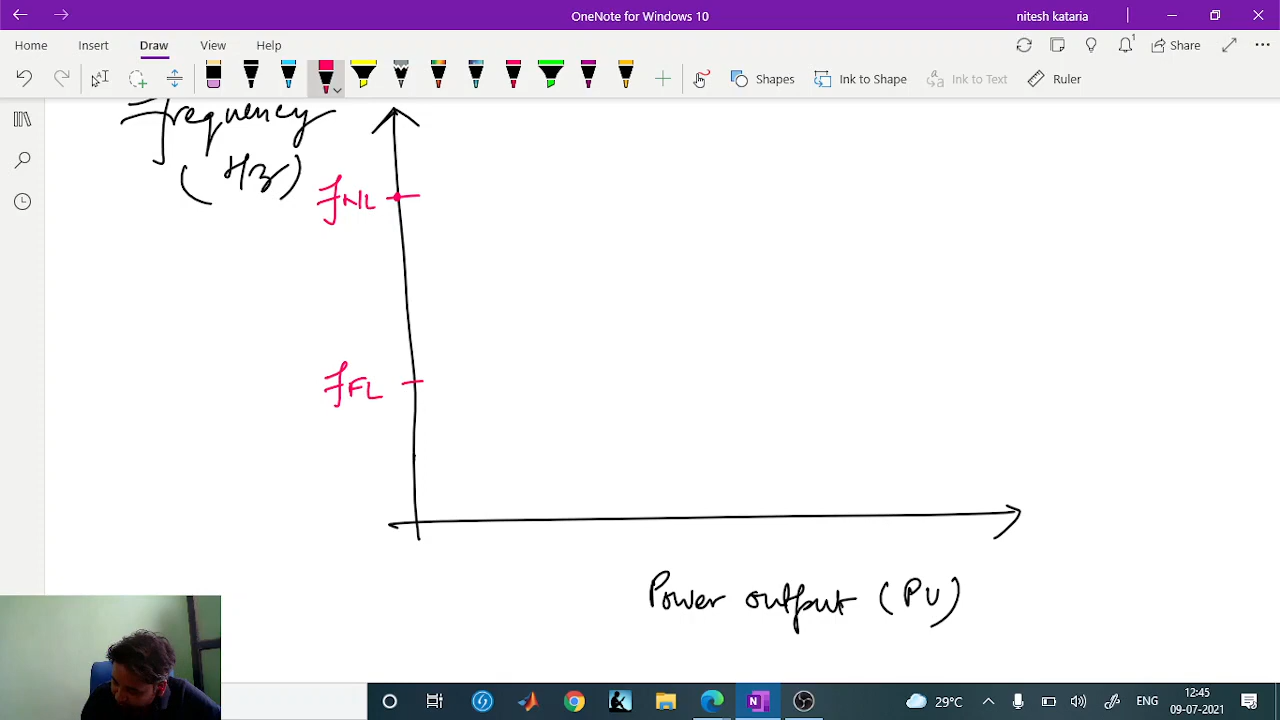 OneNote for Windows 10
nitesh kataria
Home Insert Draw View Help
Share
Shapes
Ink to Shape
Ink to Text
Ruler
Frequency
(Hz)
fNL
fFL
Power output (PU)
29°C
ENG
12:45
09-07-2021